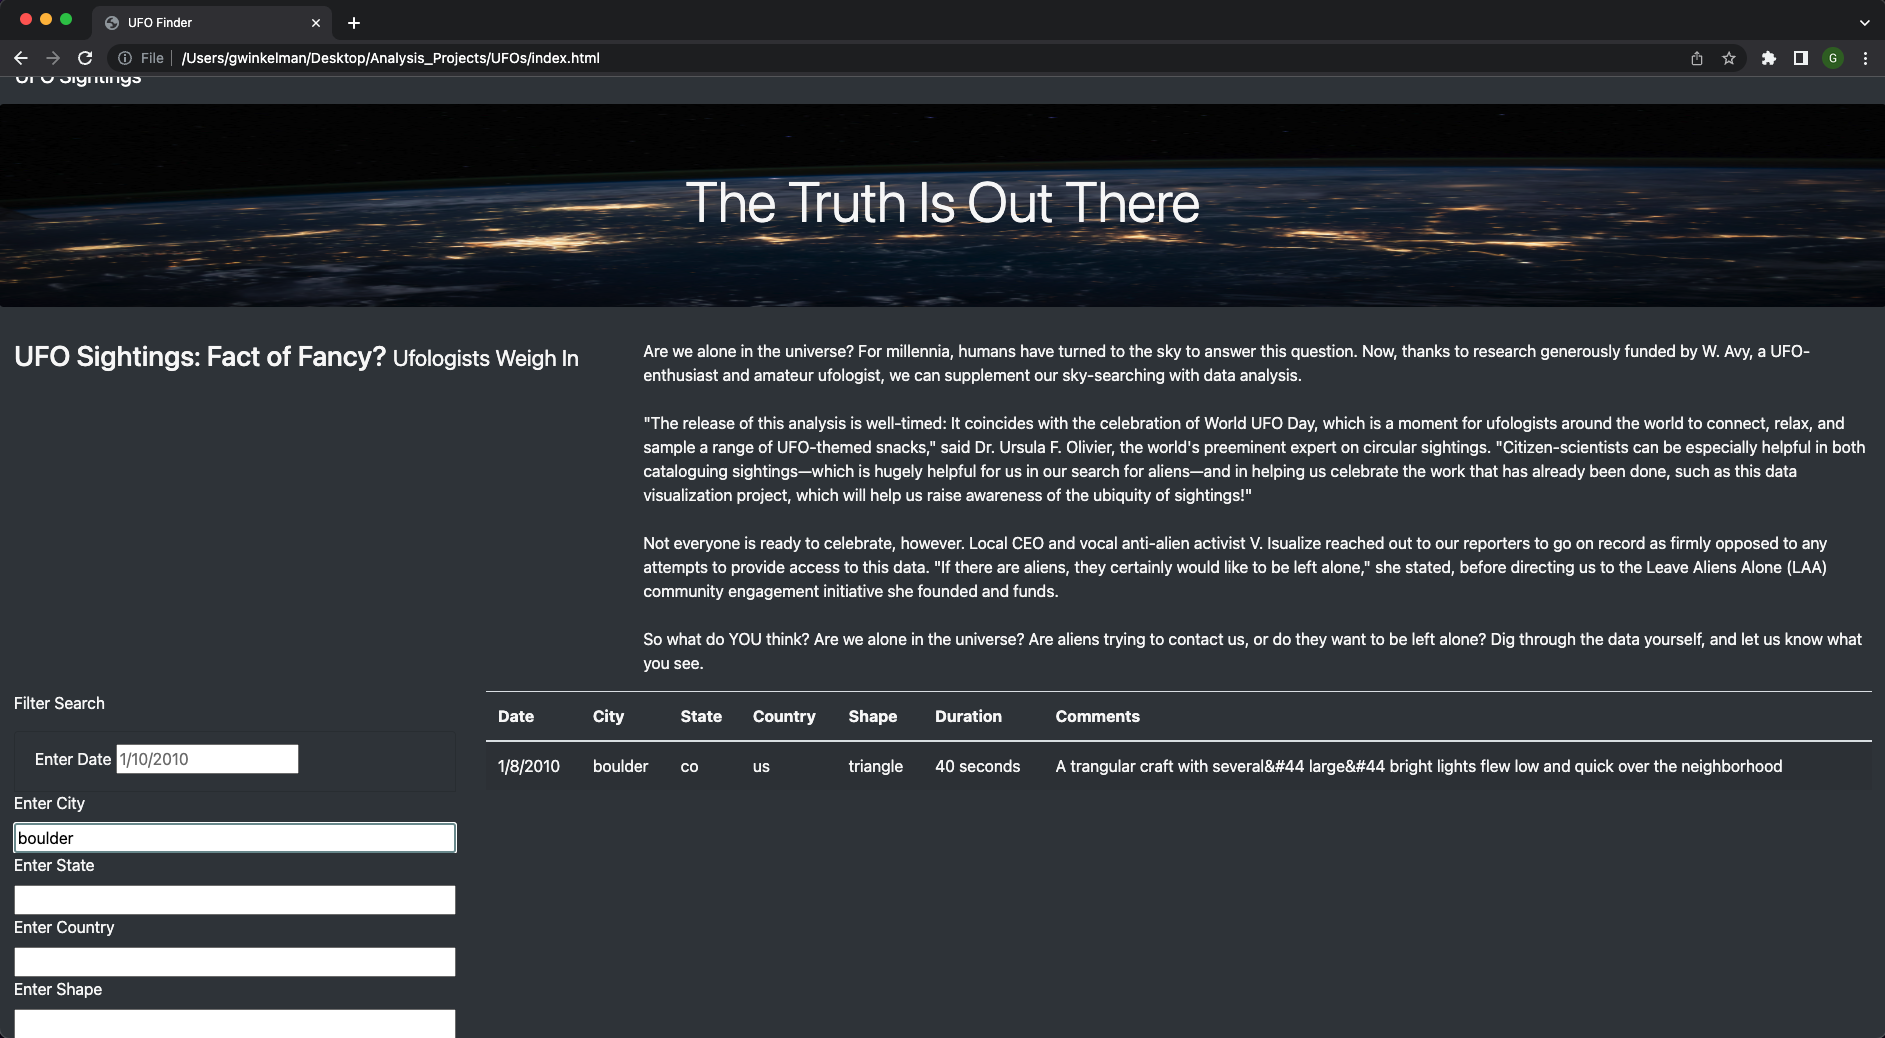 UFO Finder
File
/Users/gwinkelman/Desktop/Analysis_Projects/UFOs/index.html
G
UFO Sightings
The Truth Is Out There
UFO Sightings: Fact of Fancy? Ufologists Weigh In
Are we alone in the universe? For millennia, humans have turned to the sky to answer this question. Now, thanks to research generously funded by W. Avy, a UFO-
enthusiast and amateur ufologist, we can supplement our sky-searching with data analysis.
"The release of this analysis is well-timed: It coincides with the celebration of World UFO Day, which is a moment for ufologists around the world to connect, relax, and
sample a range of UFO-themed snacks," said Dr. Ursula F. Olivier, the world's preeminent expert on circular sightings. "Citizen-scientists can be especially helpful in both
cataloguing sightings—which is hugely helpful for us in our search for aliens—and in helping us celebrate the work that has already been done, such as this data
visualization project, which will help us raise awareness of the ubiquity of sightings!"
Not everyone is ready to celebrate, however. Local CEO and vocal anti-alien activist V. Isualize reached out to our reporters to go on record as firmly opposed to any
attempts to provide access to this data. "If there are aliens, they certainly would like to be left alone," she stated, before directing us to the Leave Aliens Alone (LAA)
community engagement initiative she founded and funds.
So what do YOU think? Are we alone in the universe? Are aliens trying to contact us, or do they want to be left alone? Dig through the data yourself, and let us know what
you see.
Filter Search
Enter Date 1/10/2010
Enter City
boulder
Enter State
Enter Country
Enter Shape
Date City State Country Shape Duration Comments
1/8/2010 boulder co us triangle 40 seconds A trangular craft with several&#44 large&#44 bright lights flew low and quick over the neighborhood